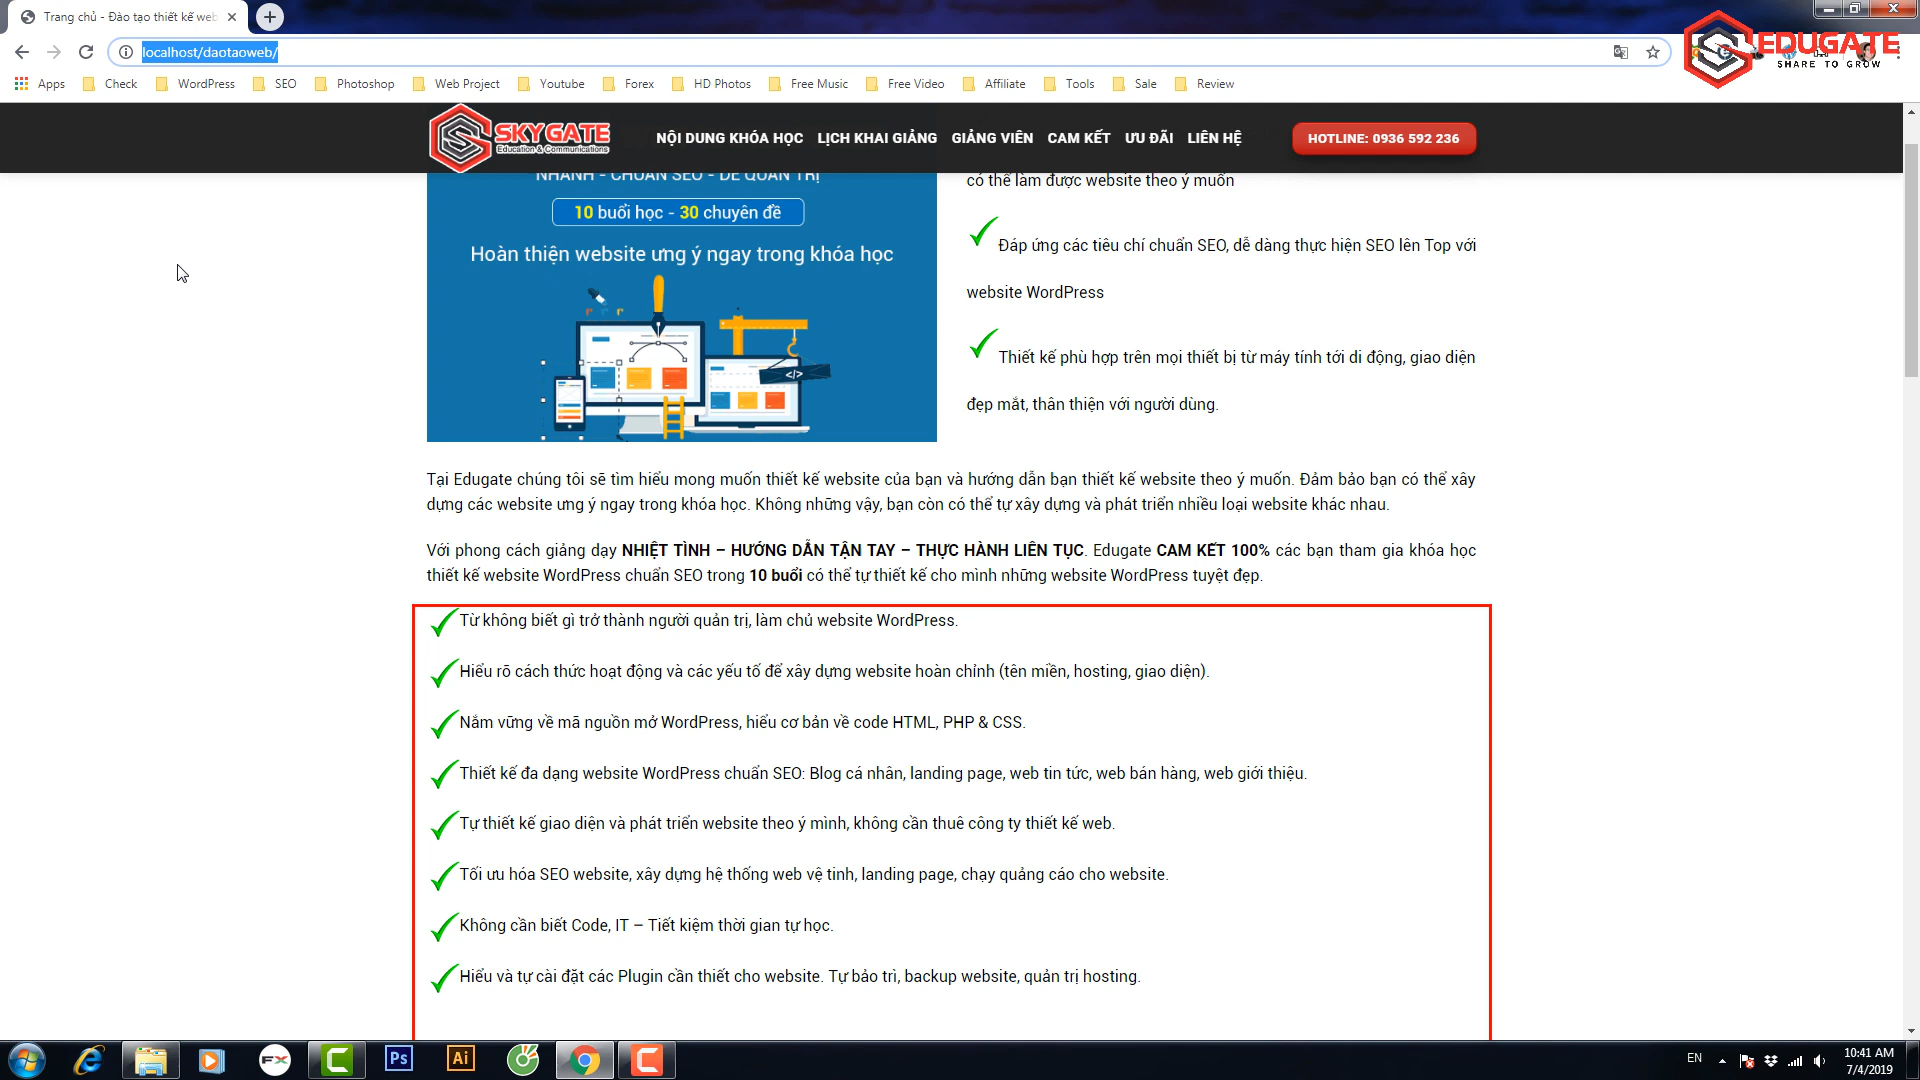 Trang chủ - Đào tạo thiết kế web
localhost/daotaoweb/
EDUGATE
SHARE TO GROW
Apps Check WordPress SEO Photoshop Web Project Youtube Forex HD Photos Free Music Free Video Affiliate Tools Sale Review
SKYGATE
Education & Communications
NỘI DUNG KHÓA HỌC LỊCH KHAI GIẢNG GIẢNG VIÊN CAM KẾT ƯU ĐÃI LIÊN HỆ
HOTLINE: 0936 592 236
NHANH - CHUẨN SEO - DỄ QUẢN TRỊ
10 buổi học - 30 chuyên đề
Hoàn thiện website ưng ý ngay trong khóa học
</>
có thể làm được website theo ý muốn
Đáp ứng các tiêu chí chuẩn SEO, dễ dàng thực hiện SEO lên Top với
website WordPress
Thiết kế phù hợp trên mọi thiết bị từ máy tính tới di động, giao diện
đẹp mắt, thân thiện với người dùng.
Tại Edugate chúng tôi sẽ tìm hiểu mong muốn thiết kế website của bạn và hướng dẫn bạn thiết kế website theo ý muốn. Đảm bảo bạn có thể xây
dựng các website ưng ý ngay trong khóa học. Không những vậy, bạn còn có thể tự xây dựng và phát triển nhiều loại website khác nhau.
Với phong cách giảng dạy NHIỆT TÌNH – HƯỚNG DẪN TẬN TAY – THỰC HÀNH LIÊN TỤC. Edugate CAM KẾT 100% các bạn tham gia khóa học
thiết kế website WordPress chuẩn SEO trong 10 buổi có thể tự thiết kế cho mình những website WordPress tuyệt đẹp.
Từ không biết gì trở thành người quản trị, làm chủ website WordPress.
Hiểu rõ cách thức hoạt động và các yếu tố để xây dựng website hoàn chỉnh (tên miền, hosting, giao diện).
Nắm vững về mã nguồn mở WordPress, hiểu cơ bản về code HTML, PHP & CSS.
Thiết kế đa dạng website WordPress chuẩn SEO: Blog cá nhân, landing page, web tin tức, web bán hàng, web giới thiệu.
Tự thiết kế giao diện và phát triển website theo ý mình, không cần thuê công ty thiết kế web.
Tối ưu hóa SEO website, xây dựng hệ thống web vệ tinh, landing page, chạy quảng cáo cho website.
Không cần biết Code, IT – Tiết kiệm thời gian tự học.
Hiểu và tự cài đặt các Plugin cần thiết cho website. Tự bảo trì, backup website, quản trị hosting.
FX
Ps
Ai
EN
10:41 AM
7/4/2019